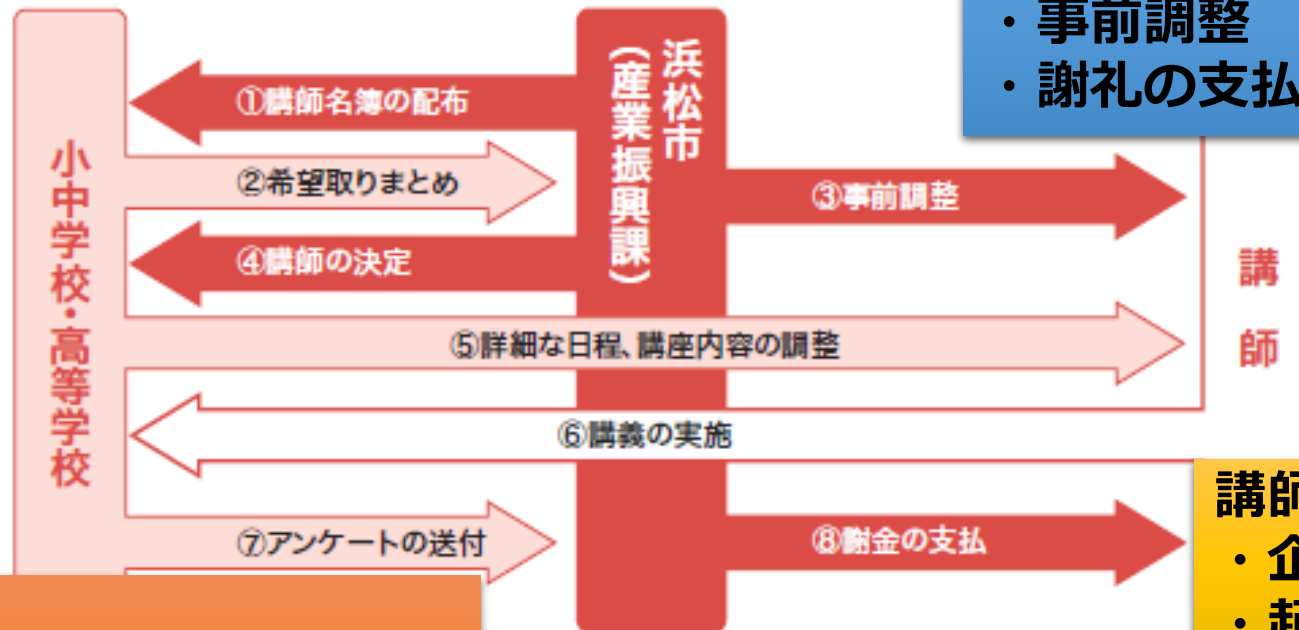 ・事前調整
・謝礼の支払
浜松市
（産業振興課）
小中学校・高等学校
講師
①講師名簿の配布
②希望取りまとめ
③事前調整
④講師の決定
⑤詳細な日程、講座内容の調整
⑥講義の実施
⑦アンケートの送付
⑧謝金の支払
講師
・企
・起